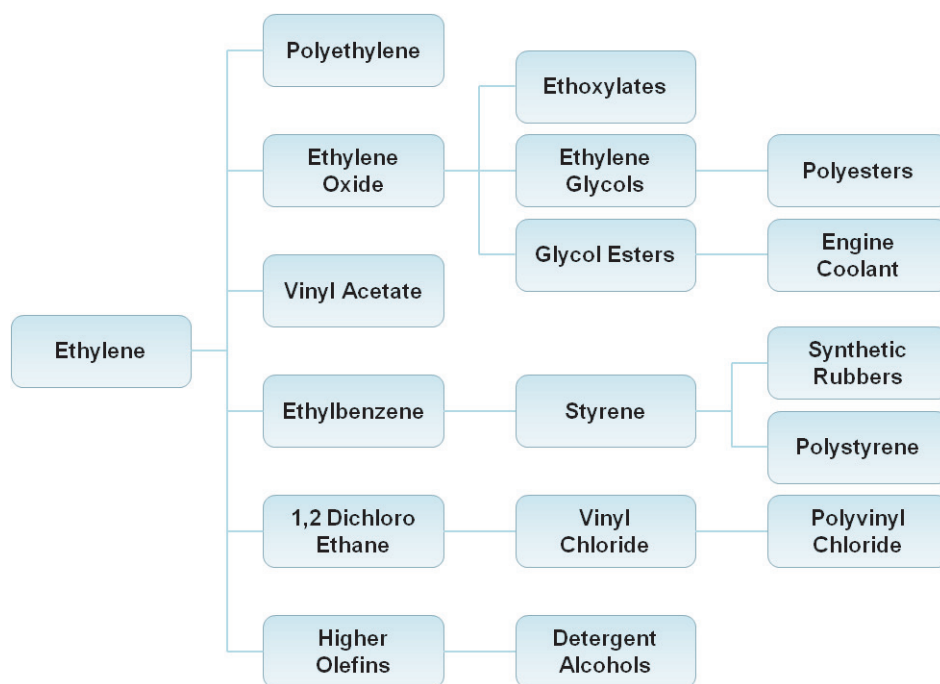 Polyethylene
Ethoxylates
Ethylene
Oxide
Ethylene
Glycols
Polyesters
Glycol Esters
Engine
Coolant
Vinyl Acetate
Ethylene
Synthetic
Rubbers
Ethylbenzene
Styrene
Polystyrene
1,2 Dichloro
Ethane
Vinyl
Chloride
Polyvinyl
Chloride
Higher
Olefins
Detergent
Alcohols